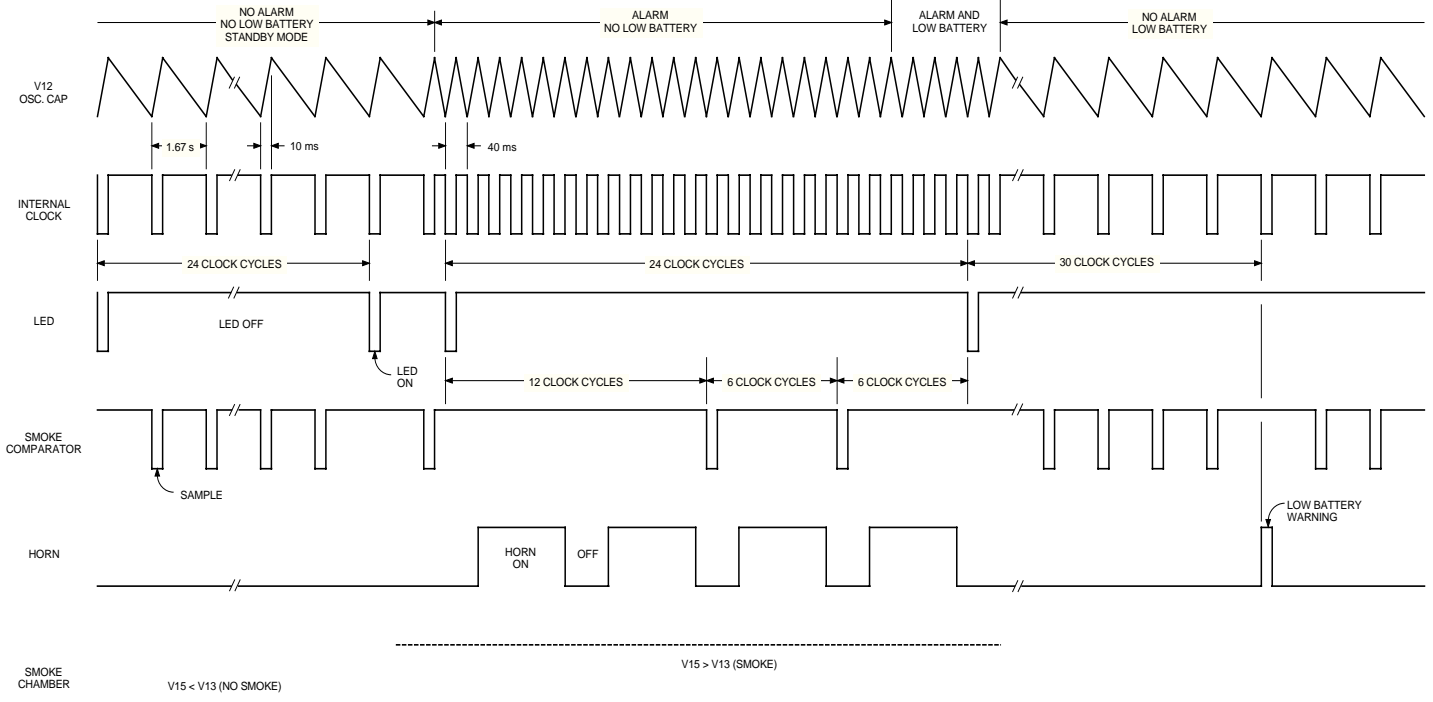 NO ALARM
NO LOW BATTERY
STANDBY MODE
ALARM
NO LOW BATTERY
ALARM AND
LOW BATTERY
NO ALARM
LOW BATTERY
V12
OSC. CAP
1.67 s
10 ms
40 ms
INTERNAL
CLOCK
24 CLOCK CYCLES
24 CLOCK CYCLES
30 CLOCK CYCLES
LED
LED OFF
LED
ON
12 CLOCK CYCLES
6 CLOCK CYCLES
6 CLOCK CYCLES
SMOKE
COMPARATOR
SAMPLE
LOW BATTERY
WARNING
HORN
HORN
ON
OFF
SMOKE
CHAMBER
V15 > V13 (SMOKE)
V15 < V13 (NO SMOKE)